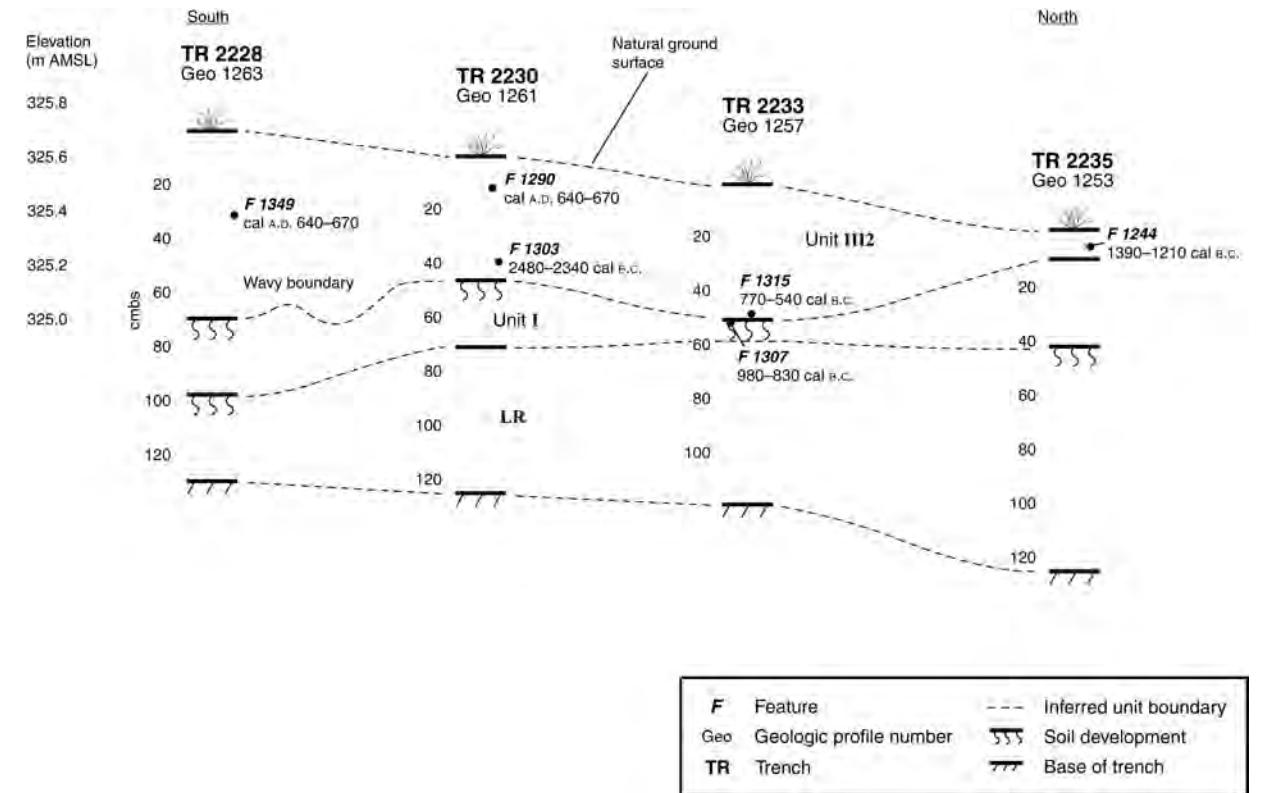 South
North
Elevation
(m AMSL)
TR 2228
Geo 1263
TR 2230
Geo 1261
Natural ground
surface
TR 2233
Geo 1257
TR 2235
Geo 1253
325.8
325.6
325.4
325.2
325.0
cmbs
20
40
60
80
100
120
F 1349
cal A.D. 640–670
Wavy boundary
20
40
60
80
100
120
F 1290
cal A.D. 640–670
F 1303
2480–2340 cal B.C.
Unit I
LR
20
40
60
80
100
Unit III2
F 1315
770–540 cal B.C.
F 1307
980–830 cal B.C.
F 1244
1390–1210 cal B.C.
20
40
60
80
100
120
F Feature
Geo Geologic profile number
TR Trench
Inferred unit boundary
Soil development
Base of trench